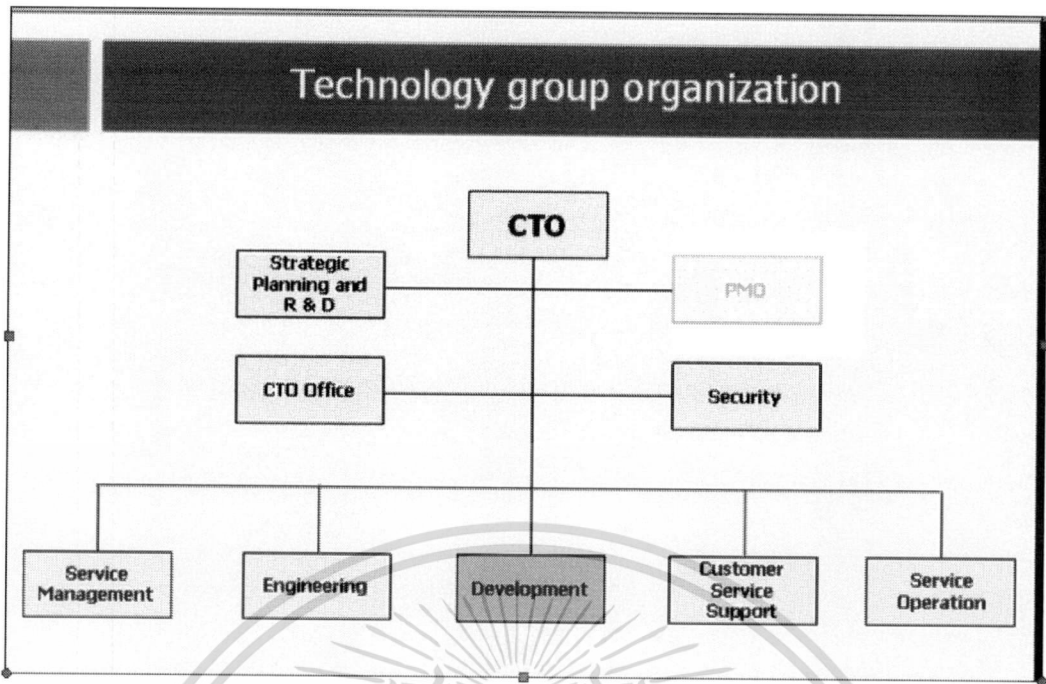 Technology group organization
CTO
Strategic
Planning and
R & D
PMO
CTO Office
Security
Service
Management
Engineering
Development
Customer
Service
Support
Service
Operation